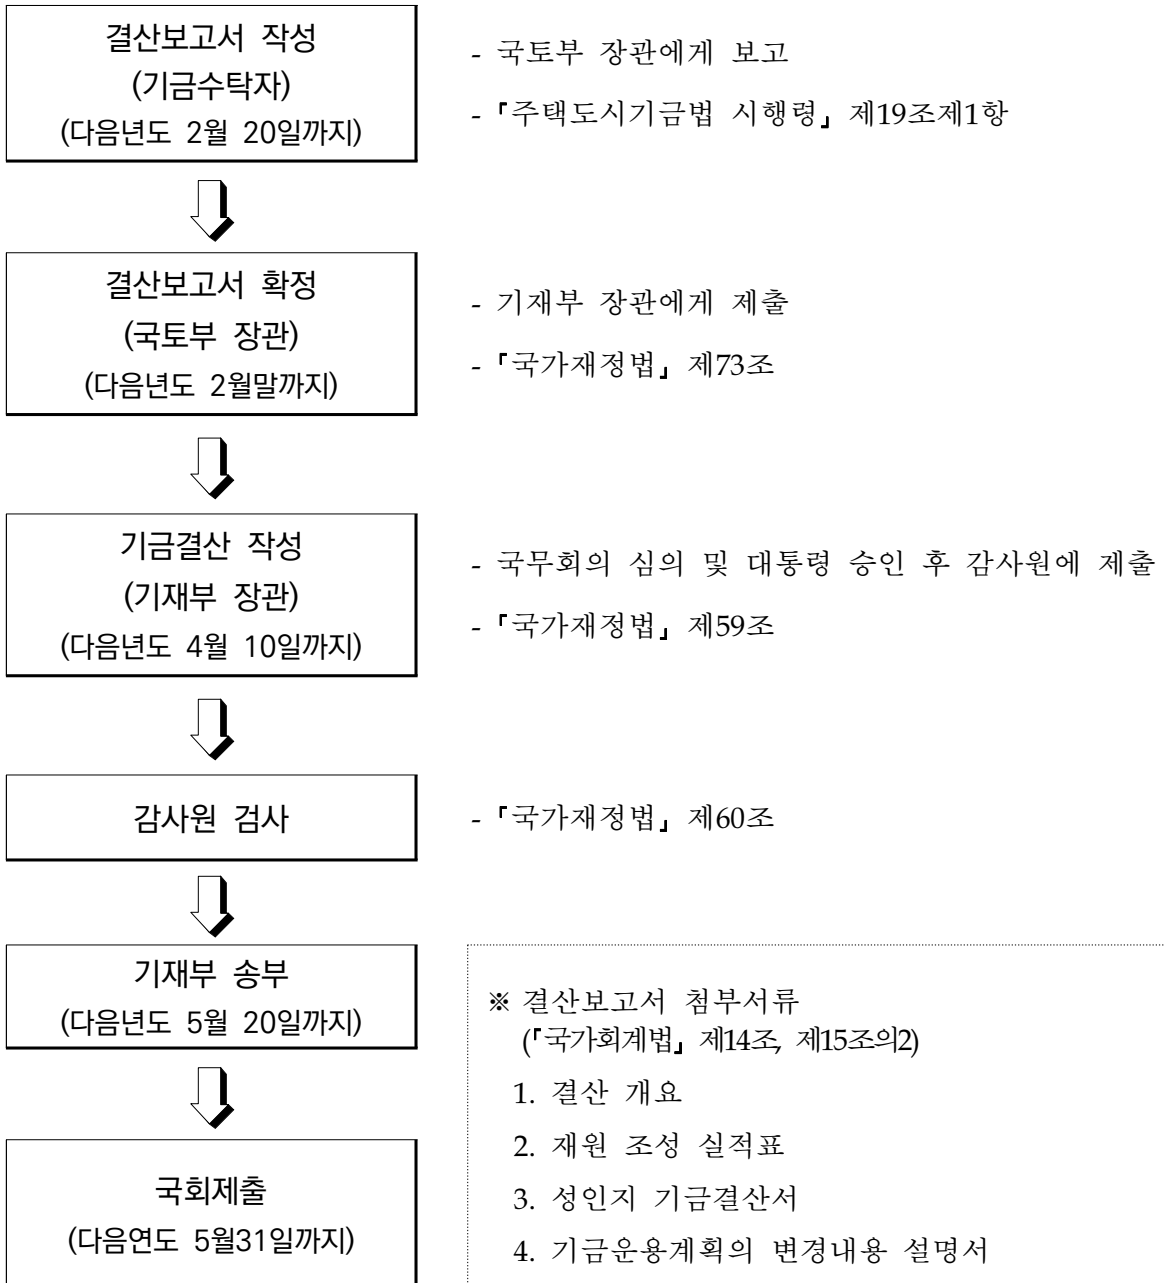 결산보고서 작성
(기금수탁자)
(다음년도 2월 20일까지)
- 국토부 장관에게 보고
-『주택도시기금법 시행령』제19조제1항
결산보고서 확정
(국토부 장관)
(다음년도 2월말까지)
- 기재부 장관에게 제출
-『국가재정법』제73조
기금결산 작성
(기재부 장관)
(다음년도 4월 10일까지)
- 국무회의 심의 및 대통령 승인 후 감사원에 제출
-『국가재정법』제59조
감사원 검사
-『국가재정법』제60조
기재부 송부
(다음년도 5월 20일까지)
국회제출
(다음연도 5월31일까지)
※ 결산보고서 첨부서류
(『국가회계법』제14조, 제15조의2)
1. 결산 개요
2. 재원 조성 실적표
3. 성인지 기금결산서
4. 기금운용계획의 변경내용 설명서